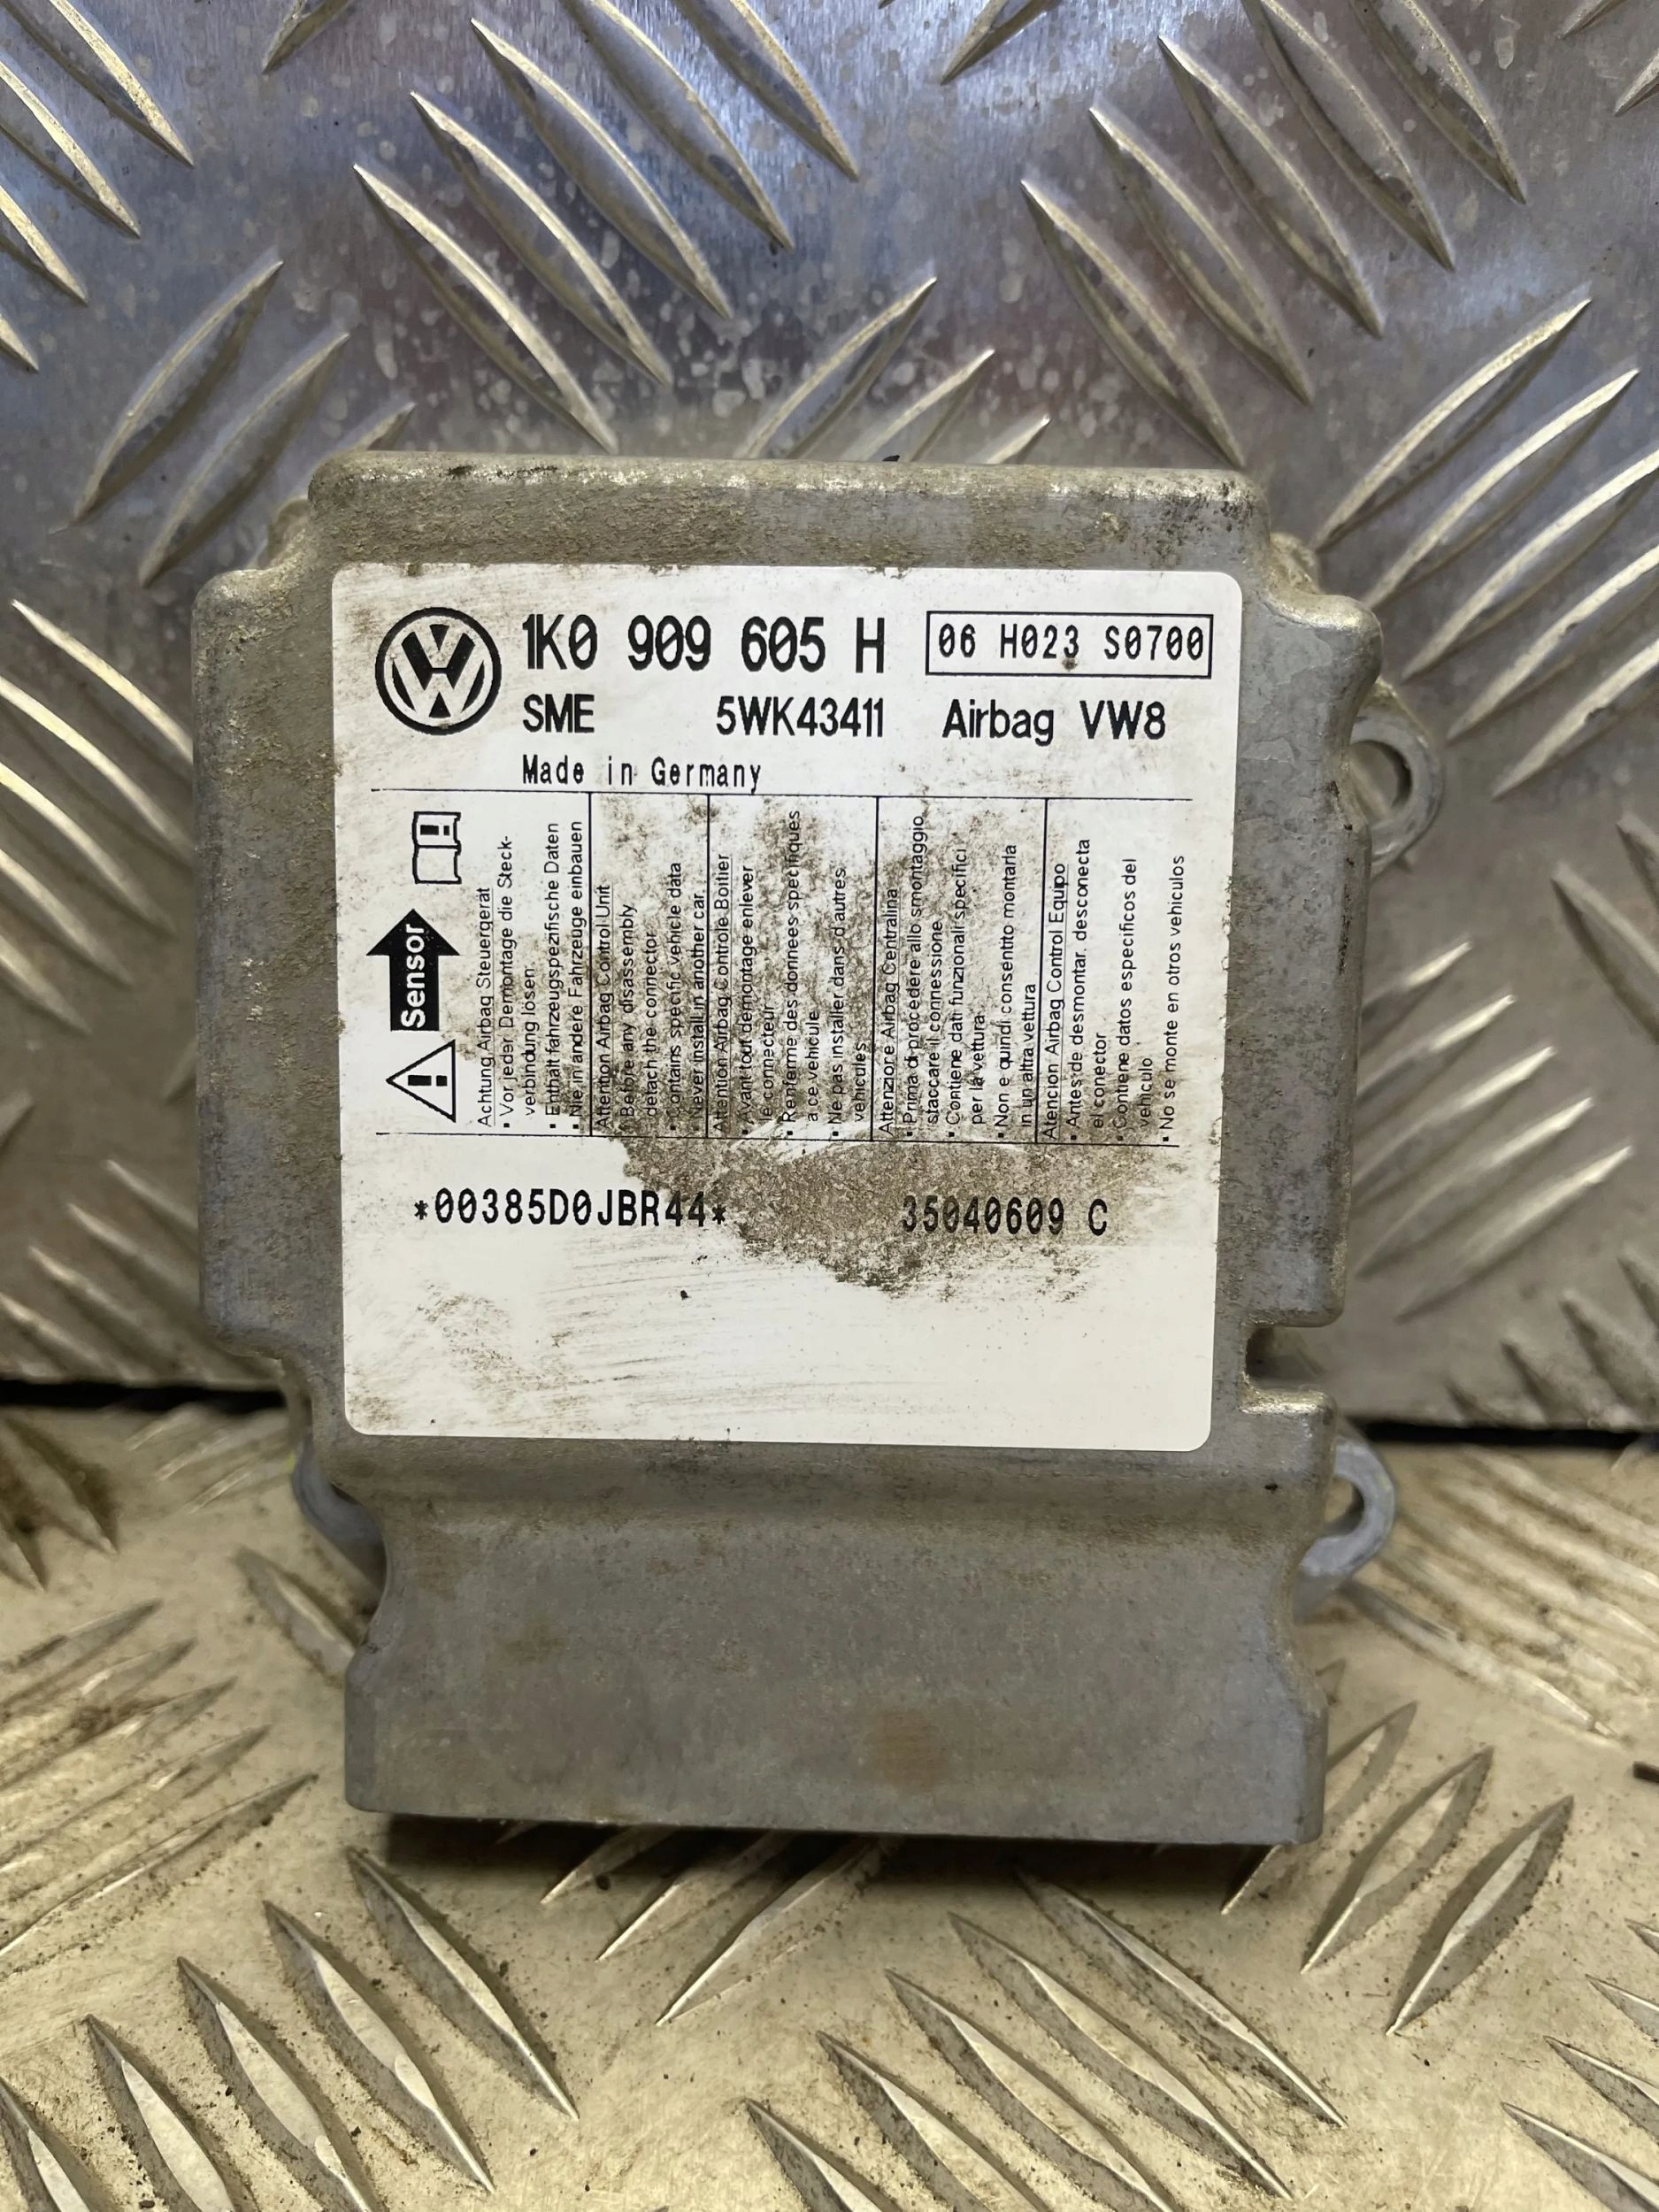 1K0 909 605 H
06 H023 S0700
SME 5WK43411 Airbag VW8
Made in Germany
Sensor
Achtung Airbag Steuergerät
• Vor jeder Demontage die Steck-
verbindung lösen.
• Enthält fahrzeugspezifische Daten
• Nie in andere Fahrzeuge einbauen
Attention Airbag Control Unit
• Before any disassembly
detach the connector
• Contains specific vehicle data
• Never install in another car.
Attention Airbag Controle Boitier
• Avant tout demontage enlever
le connecteur
• Renferme des donnees specifiques
a ce vehicule
• Ne pas installer dans d'autres
vehicules
Attenzione Airbag Centralina
• Prima di procedere allo smontaggio
staccare il connessione
• Contiene dati funzionali specifici
per la vettura.
• Non e quindi consentito montarla
in un altra vettura
Atencion Airbag Control Equipo
• Antes de desmontar. desconecta
el conector
• Contiene datos especificos del
vehiculo
• No se monte en otros vehiculos
*00385D0JBR44* 35040609 C